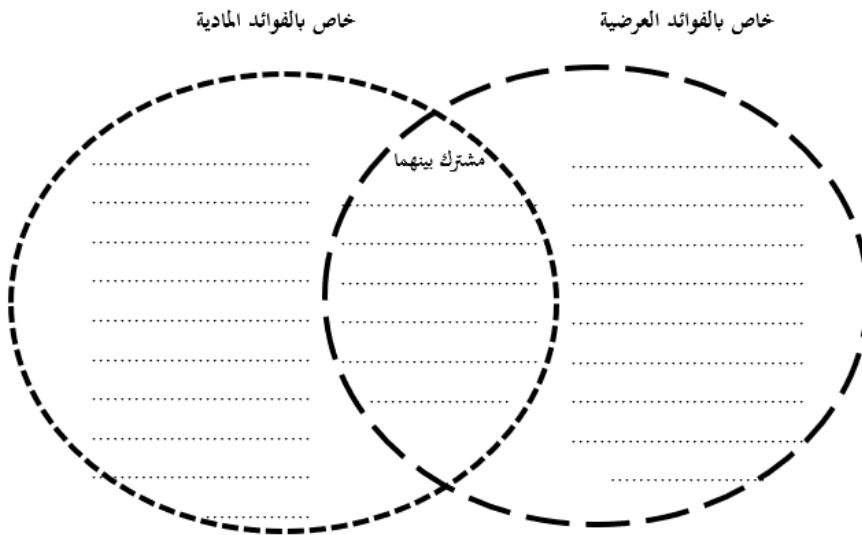 خاص بالفوائد العرضية
خاص بالفوائد المادية
مشترك بينهما